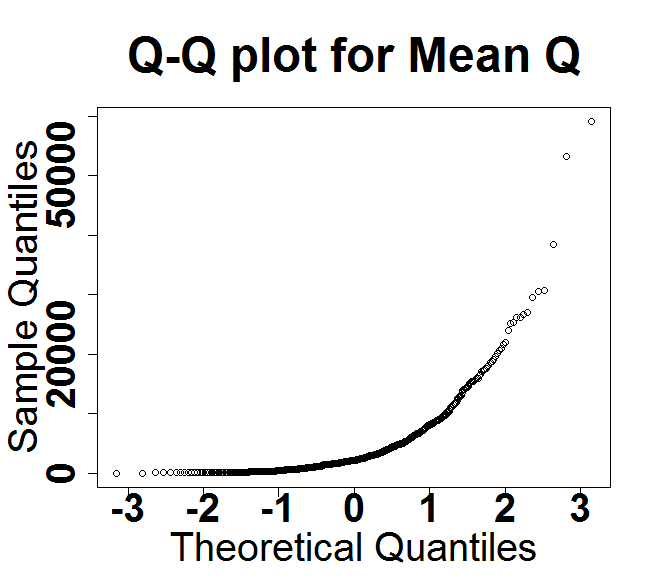 Q-Q plot for Mean Q
Sample Quantiles
50000
20000
0
-3 -2 -1 0 1 2 3
Theoretical Quantiles